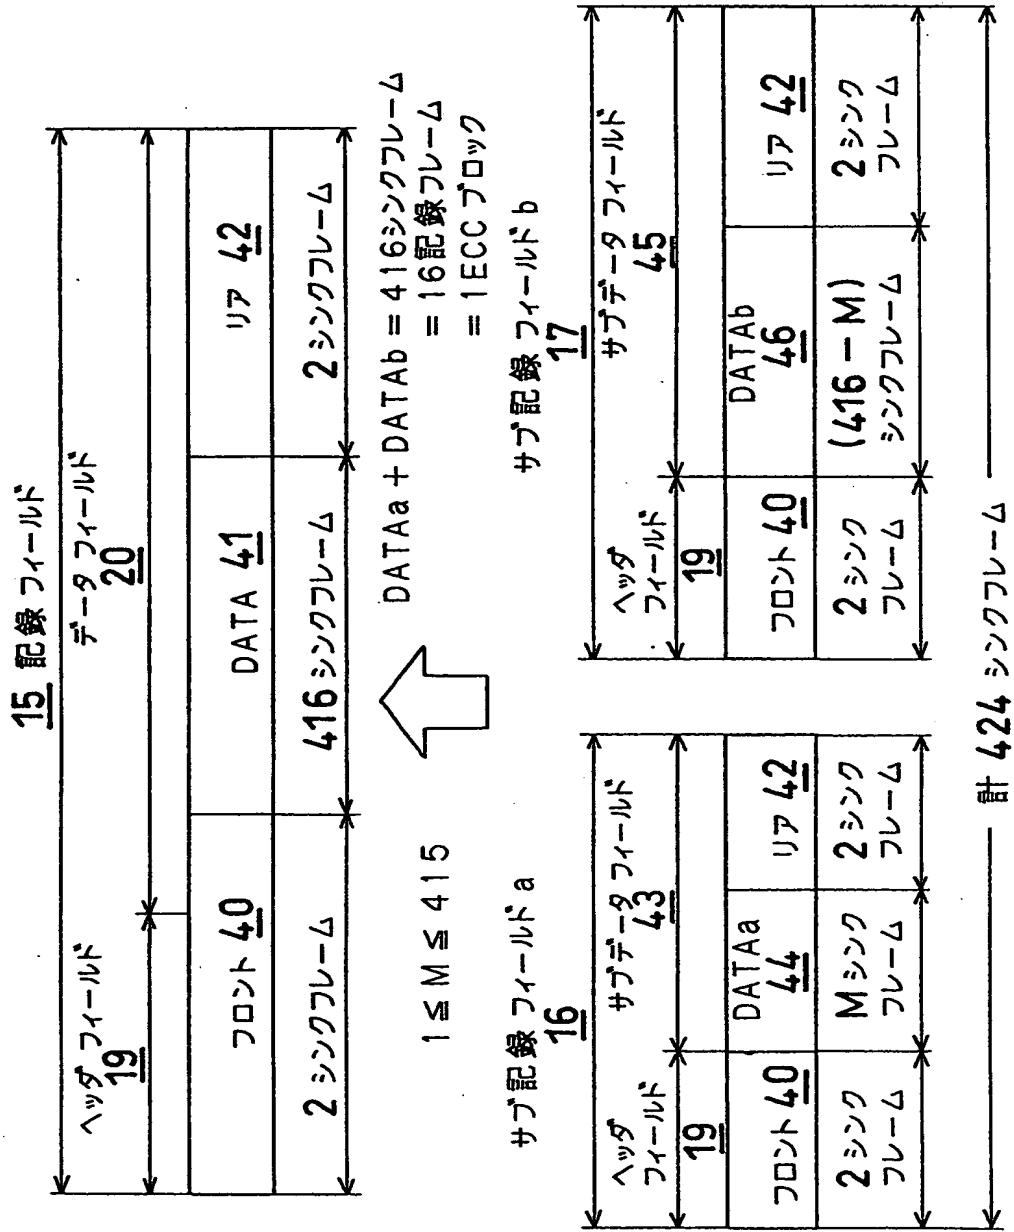 15 記録フィールド
ヘッダフィールド
19
データフィールド
20
フロント 40
DATA 41
リア 42
2シンクフレーム
416シンクフレーム
2シンクフレーム
1≦M≦415
DATAa+DATAb=416シンクフレーム
=16記録フレーム
=1ECCブロック
サブ記録フィールドa
16
ヘッダ
フィールド
19
サブデータフィールド
43
フロント 40
DATAa
44
リア 42
2シンク
フレーム
Mシンク
フレーム
2シンク
フレーム
サブ記録フィールドb
17
ヘッダ
フィールド
19
サブデータフィールド
45
フロント 40
DATAb
46
リア 42
2シンク
フレーム
(416-M)
シンクフレーム
2シンク
フレーム
計 424 シンクフレーム